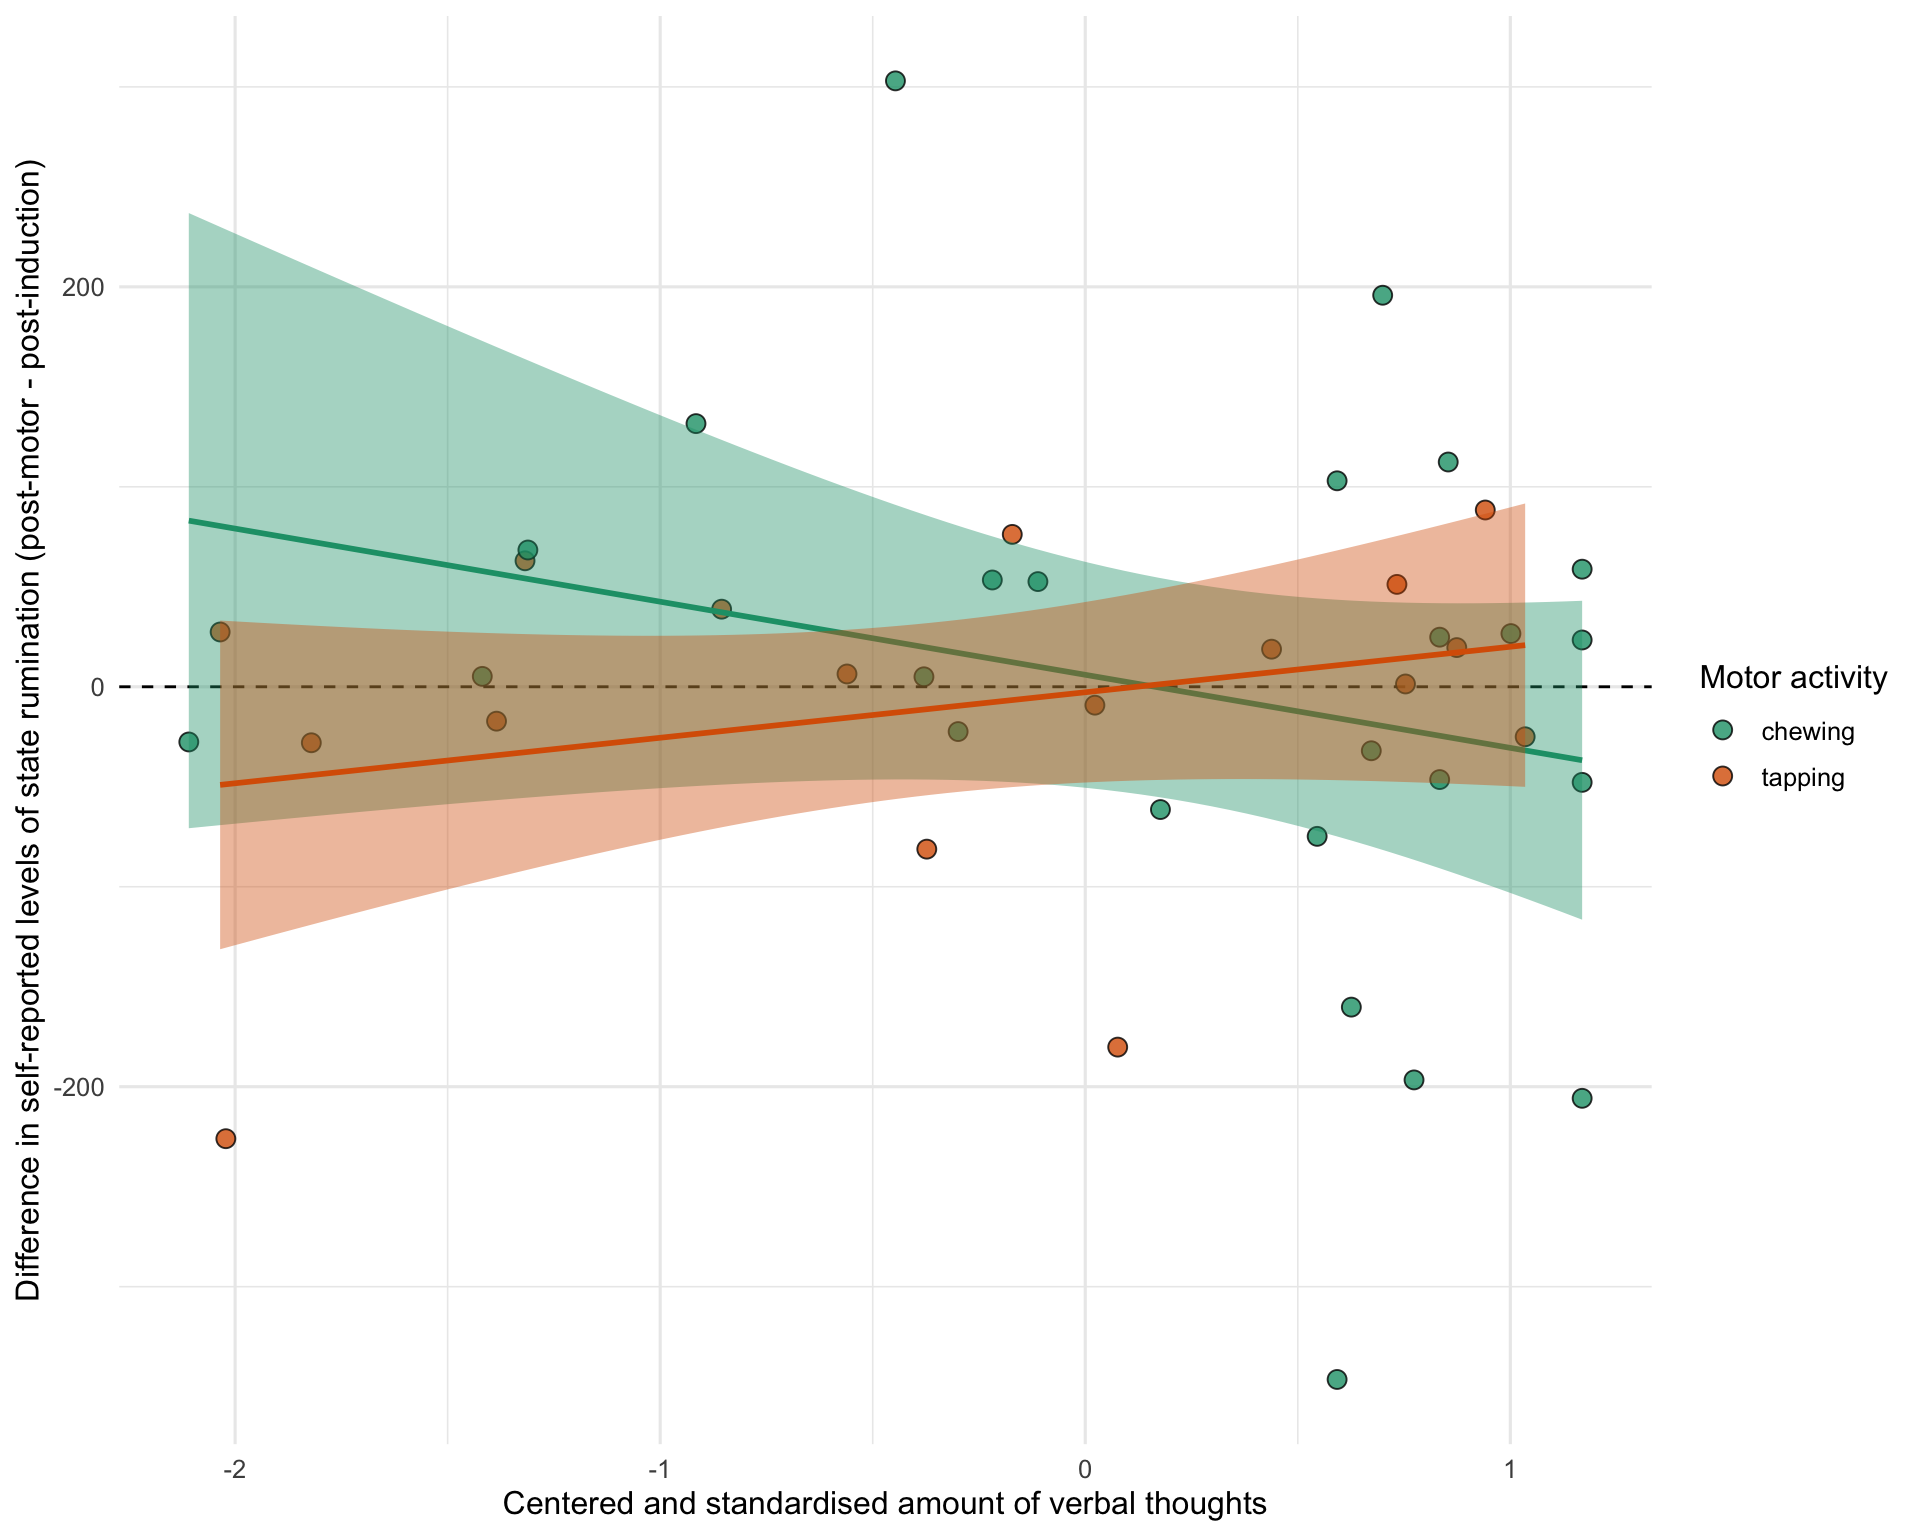 Difference in self-reported levels of state rumination (post-motor - post-induction)
200
0
-200
-2
-1
0
1
Centered and standardised amount of verbal thoughts
Motor activity
chewing
tapping